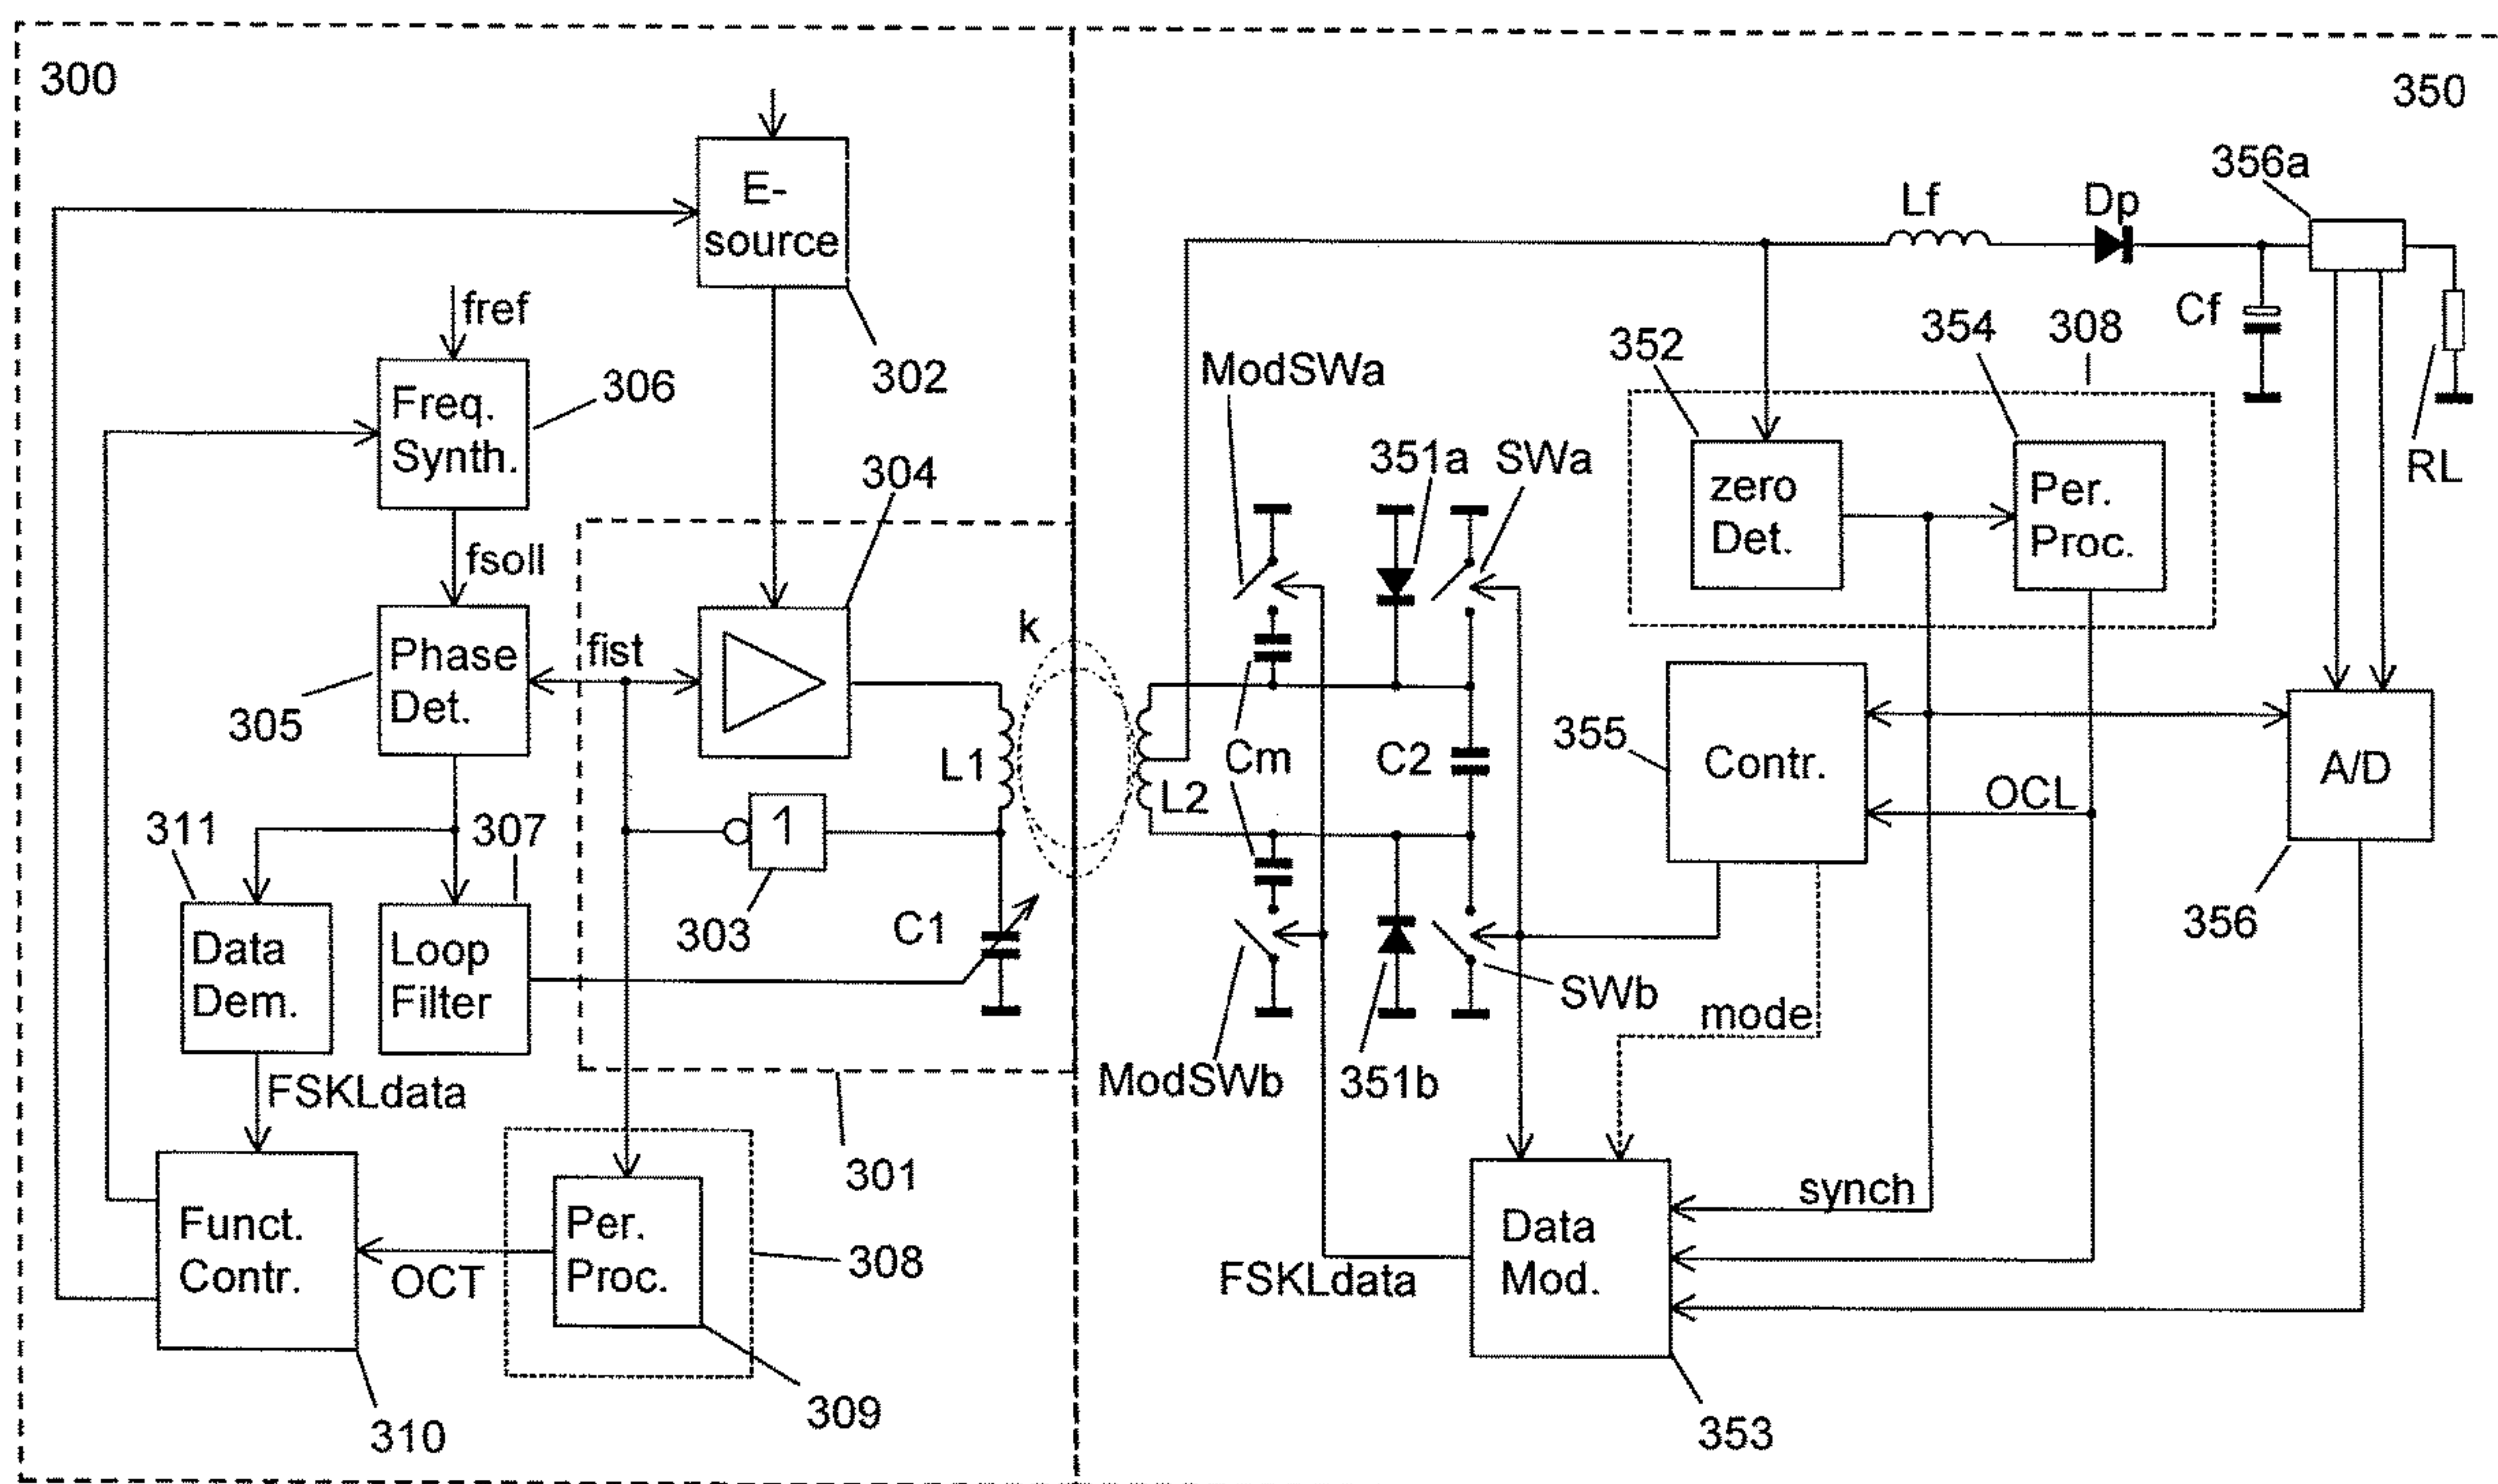 300
350
E-
source
302
fref
Freq.
Synth.
306
fsoll
304
Phase
Det.
305
fist
k
L1
1
303
C1
311
307
Data
Dem.
Loop
Filter
FSKLdata
301
Funct.
Contr.
310
OCT
Per.
Proc.
308
309
Lf
Dp
356a
Cf
RL
352
354
308
zero
Det.
Per.
Proc.
ModSWa
351a
SWa
L2
Cm
C2
355
Contr.
OCL
A/D
356
ModSWb
351b
SWb
mode
synch
FSKLdata
Data
Mod.
353